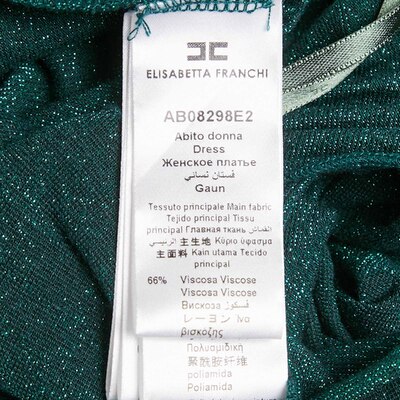 ELISABETTA FRANCHI
AB08298E2
Abito donna
Dress
Женское платье
فستان نسائي
Gaun
Tessuto principale Main fabric
Tejido principal Tissu
principal Главная ткань القماش
الرئيسي 主生地 Κύριο ύφασμα
主面料 Kain utama Tecido
principal
66% Viscosa Viscose
Viscosa Viscose
Вискоза فسكوز
レーヨン Ίνα
βισκόζης
Πολυαμιδική
聚酰胺纤维
poliamida
Poliamida